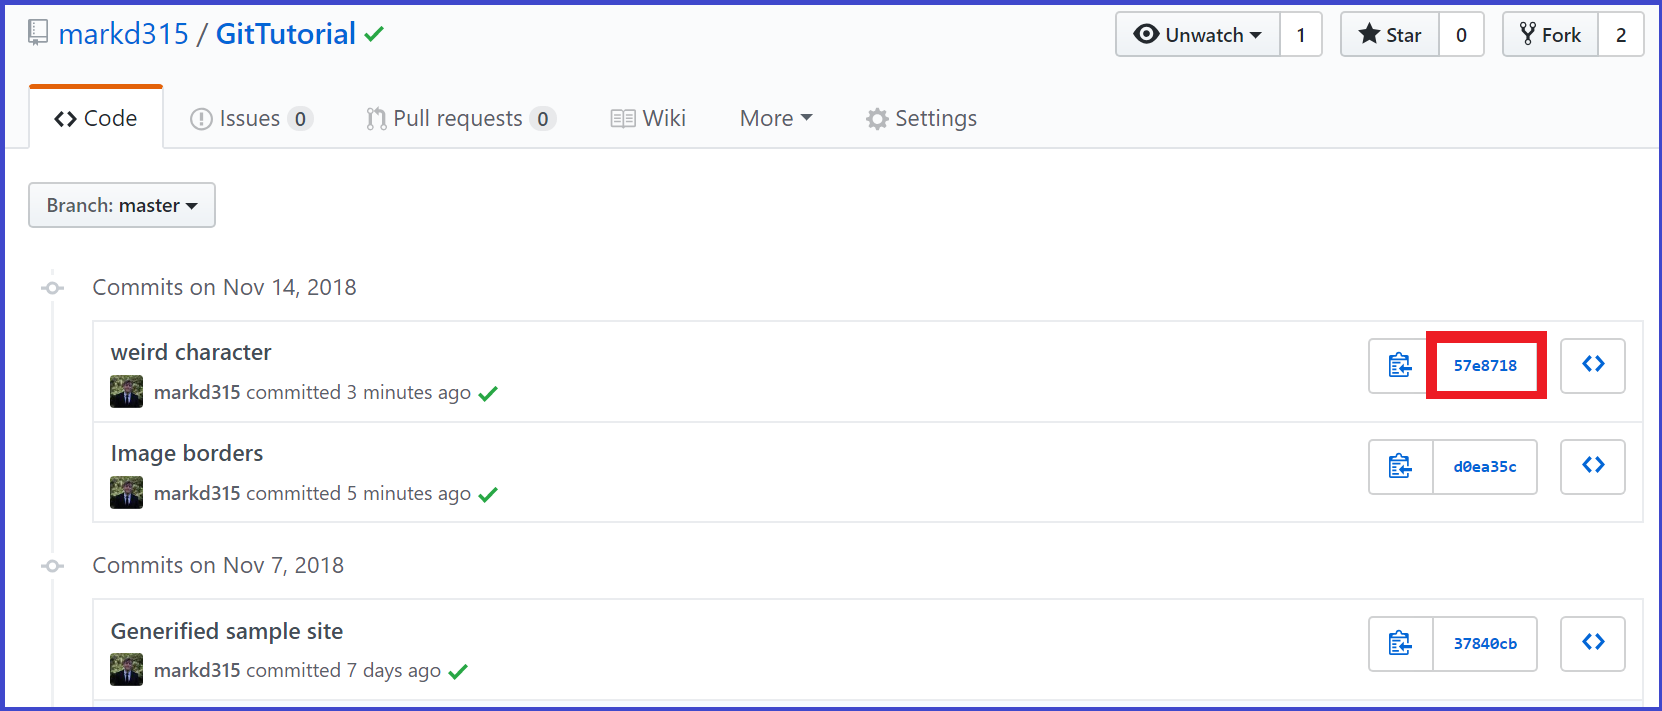 markd315 / GitTutorial
Unwatch 1 Star 0 Fork 2
Code Issues 0 Pull requests 0 Wiki More Settings
Branch: master
Commits on Nov 14, 2018
weird character
markd315 committed 3 minutes ago
57e8718
Image borders
markd315 committed 5 minutes ago
d0ea35c
Commits on Nov 7, 2018
Generified sample site
markd315 committed 7 days ago
37840cb